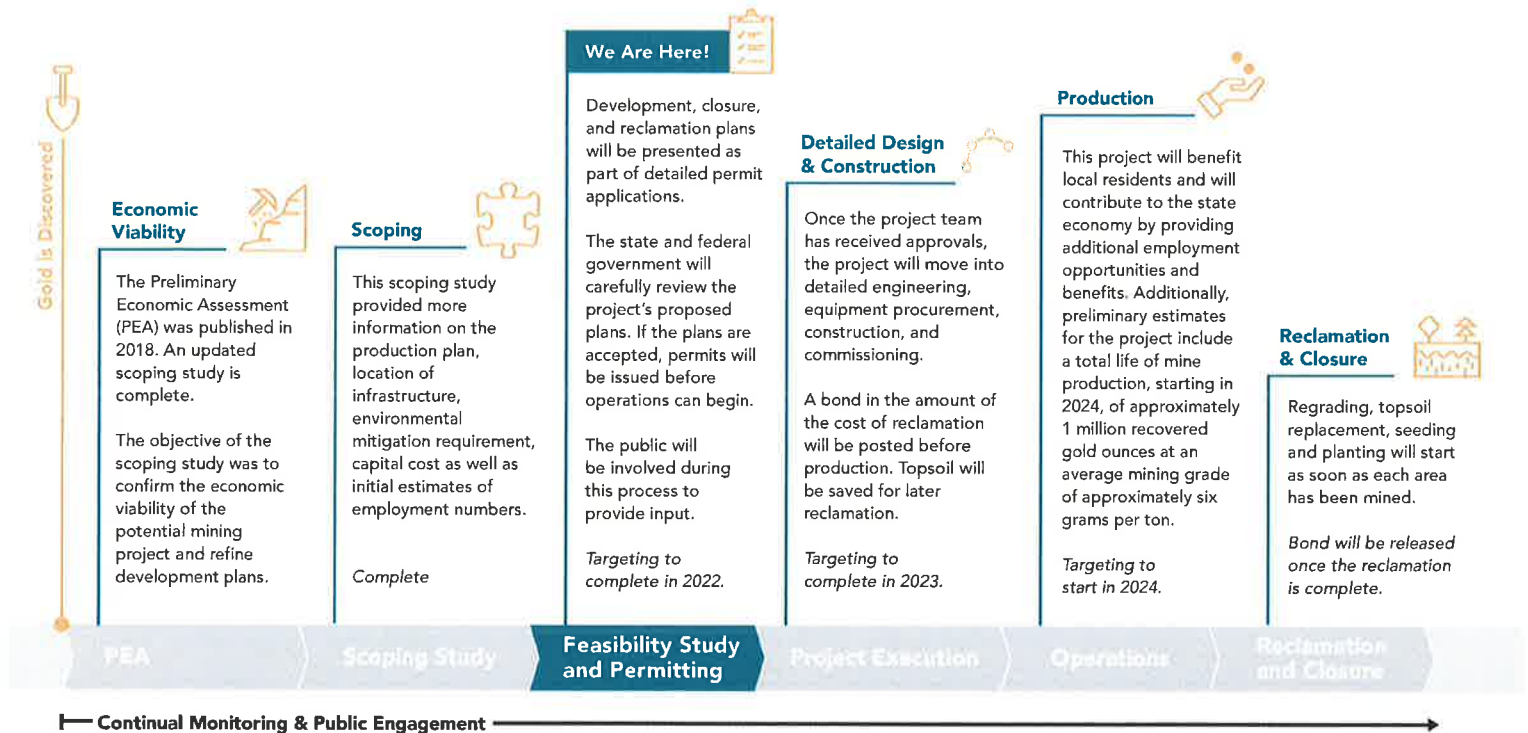 Gold is Discovered
Economic
Viability
The Preliminary
Economic Assessment
(PEA) was published in
2018. An updated
scoping study is
complete.
The objective of the
scoping study was to
confirm the economic
viability of the
potential mining
project and refine
development plans.
Scoping
This scoping study
provided more
information on the
production plan,
location of
infrastructure,
environmental
mitigation requirement,
capital cost as well as
initial estimates of
employment numbers.
Complete
We Are Here!
Development, closure,
and reclamation plans
will be presented as
part of detailed permit
applications.
The state and federal
government will
carefully review the
project's proposed
plans. If the plans are
accepted, permits will
be issued before
operations can begin.
The public will
be involved during
this process to
provide input.
Targeting to
complete in 2022.
Detailed Design
& Construction
Once the project team
has received approvals,
the project will move into
detailed engineering,
equipment procurement,
construction, and
commissioning.
A bond in the amount of
the cost of reclamation
will be posted before
production. Topsoil will
be saved for later
reclamation.
Targeting to
complete in 2023.
Production
This project will benefit
local residents and will
contribute to the state
economy by providing
additional employment
opportunities and
benefits. Additionally,
preliminary estimates
for the project include
a total life of mine
production, starting in
2024, of approximately
1 million recovered
gold ounces at an
average mining grade
of approximately six
grams per ton.
Targeting to
start in 2024.
Reclamation
& Closure
Regrading, topsoil
replacement, seeding
and planting will start
as soon as each area
has been mined.
Bond will be released
once the reclamation
is complete.
PEA
Scoping Study
Feasibility Study
and Permitting
Project Execution
Operations
Reclamation
and Closure
Continual Monitoring & Public Engagement